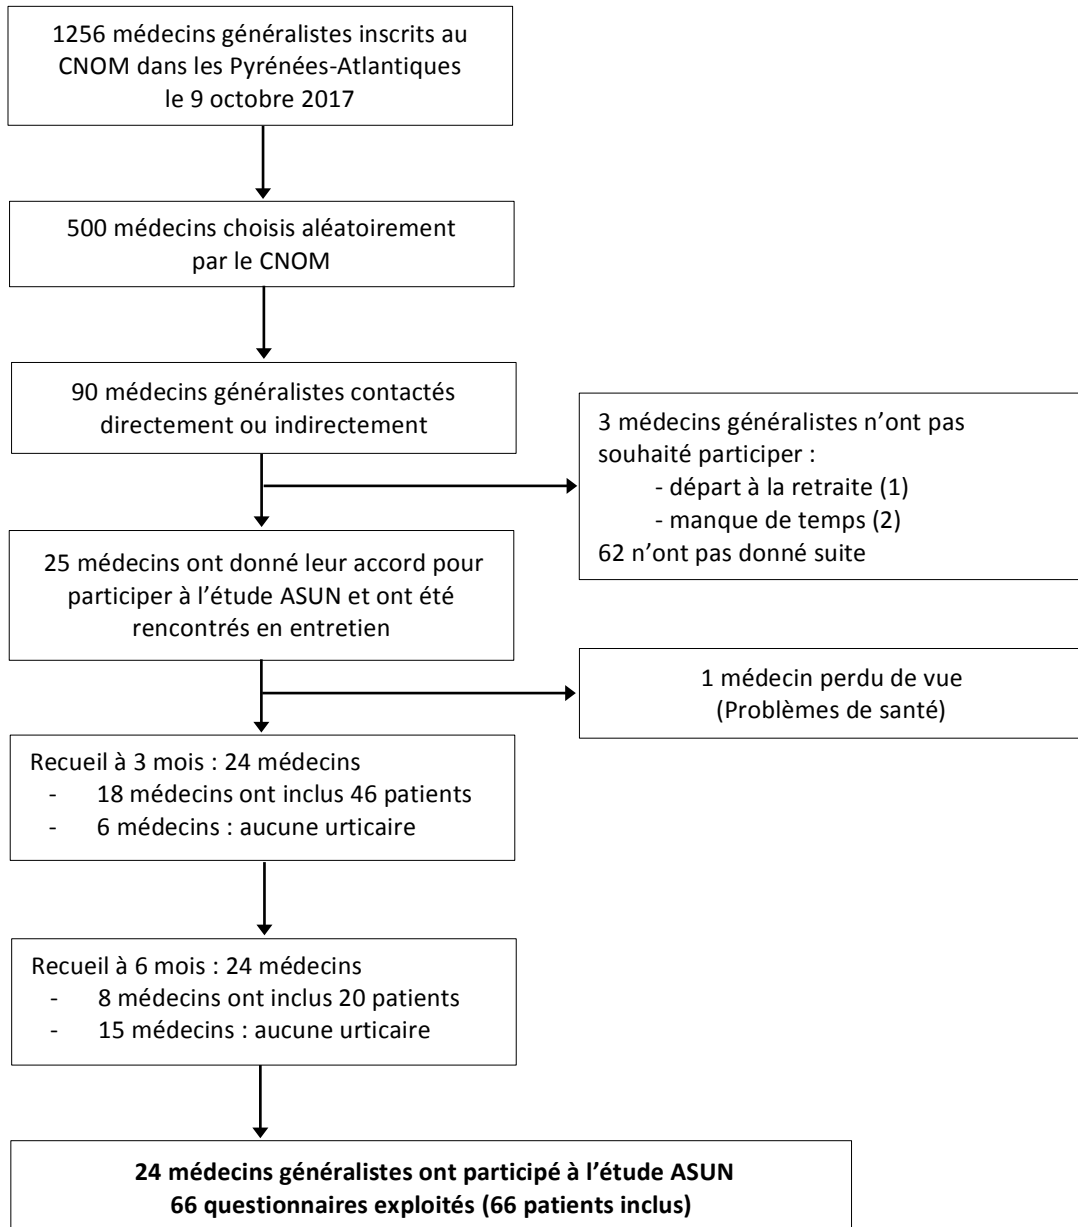 1256 médecins généralistes inscrits au
CNOM dans les Pyrénées-Atlantiques
le 9 octobre 2017
500 médecins choisis aléatoirement
par le CNOM
90 médecins généralistes contactés
directement ou indirectement
3 médecins généralistes n’ont pas
souhaité participer :
- départ à la retraite (1)
- manque de temps (2)
62 n’ont pas donné suite
25 médecins ont donné leur accord pour
participer à l’étude ASUN et ont été
rencontrés en entretien
1 médecin perdu de vue
(Problèmes de santé)
Recueil à 3 mois : 24 médecins
- 18 médecins ont inclus 46 patients
- 6 médecins : aucune urticaire
Recueil à 6 mois : 24 médecins
- 8 médecins ont inclus 20 patients
- 15 médecins : aucune urticaire
24 médecins généralistes ont participé à l’étude ASUN
66 questionnaires exploités (66 patients inclus)